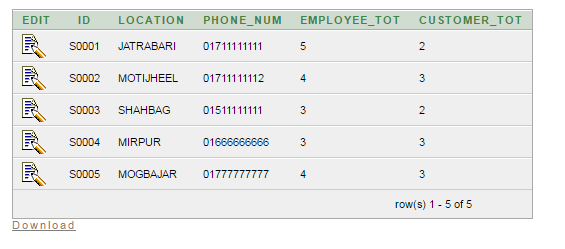 EDIT ID LOCATION PHONE_NUM EMPLOYEE_TOT CUSTOMER_TOT
S0001 JATRABARI 01711111111 5 2
S0002 MOTIJHEEL 01711111112 4 3
S0003 SHAHBAG 01511111111 3 2
S0004 MIRPUR 01666666666 3 3
S0005 MOGBAJAR 01777777777 4 3
row(s) 1 - 5 of 5
Download